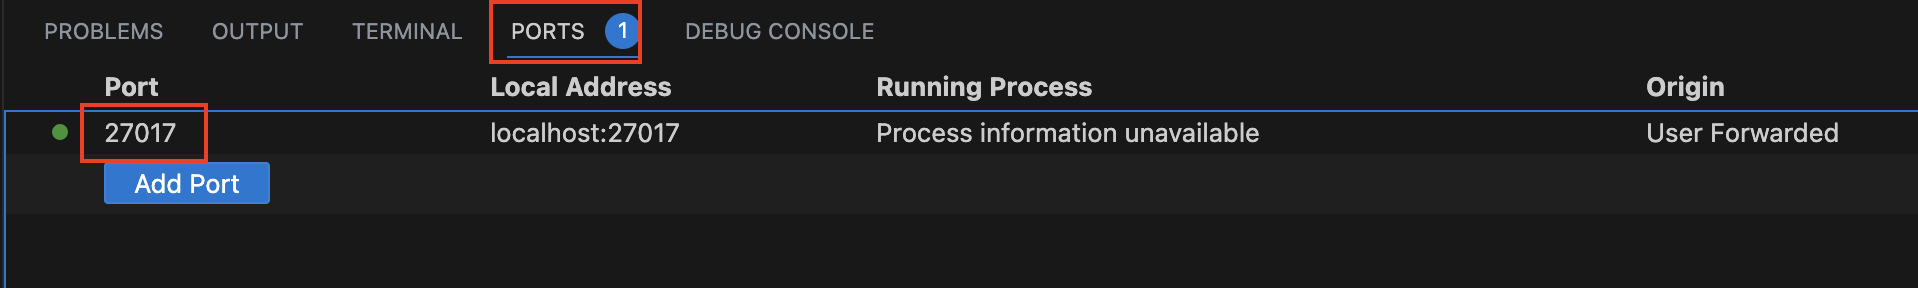 PROBLEMS OUTPUT TERMINAL PORTS 1 DEBUG CONSOLE
Port Local Address Running Process Origin
27017 localhost:27017 Process information unavailable User Forwarded
Add Port